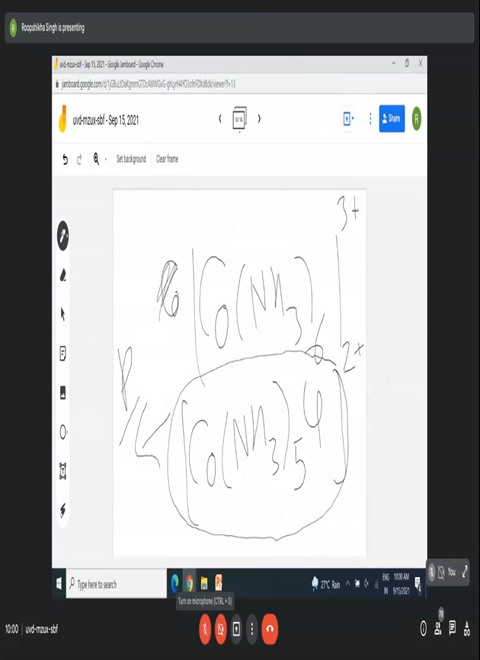 Roopshikha Singh is presenting
uvd-mzux-sbf - Sep 15, 2021 - Google Jamboard - Google Chrome
uvd-mzux-sbf - Sep 15, 2021
Share
R
Set background
Clear frame
3+
[Co(NH3)6]
2+
[Co(NH3)5Cl]
Type here to search
27°C Rain
ENG
IN
10:00 AM
9/15/2021
You
Turn on microphone (CTRL + D)
10:00 uvd-mzux-sbf